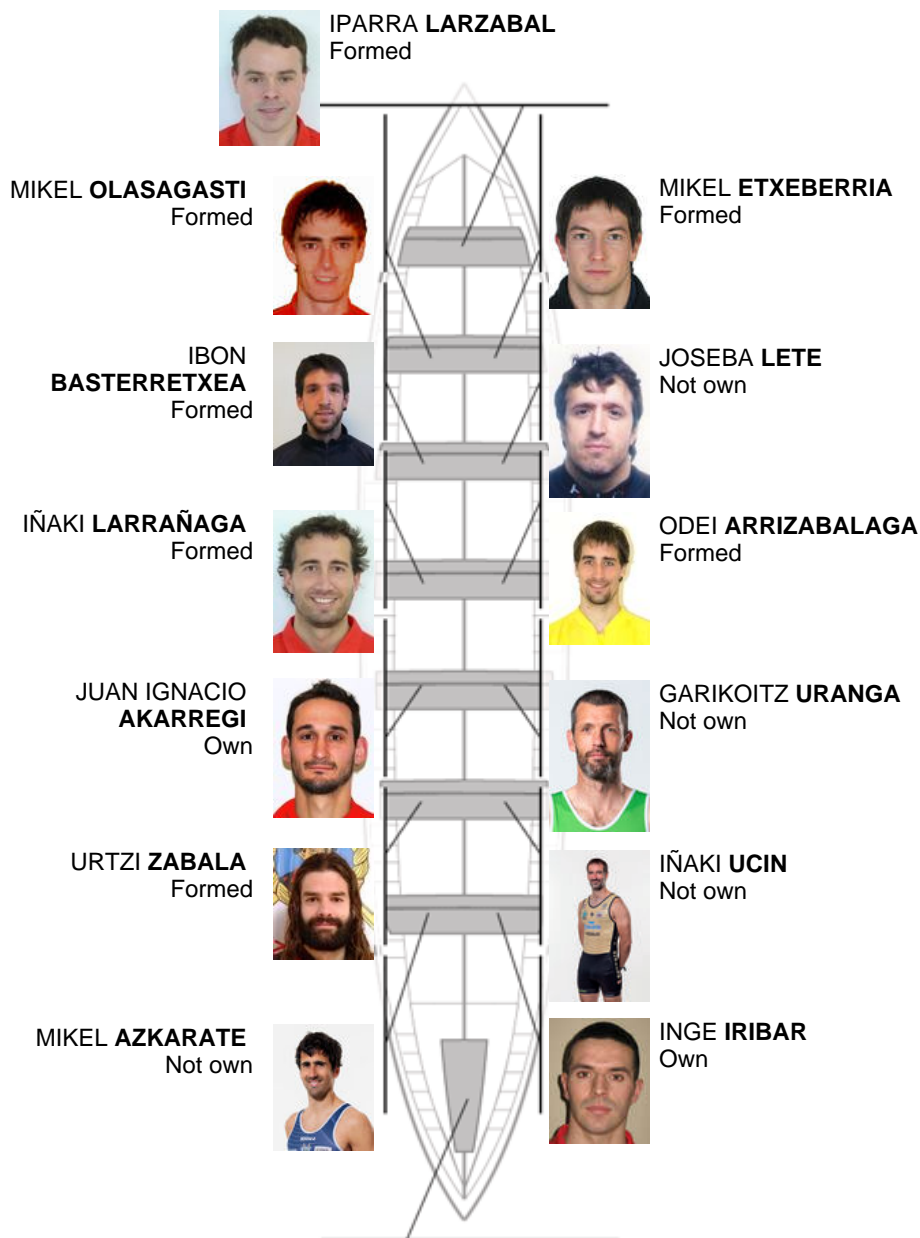 IPARRA LARZABAL
Formed
MIKEL OLASAGASTI
Formed
MIKEL ETXEBERRIA
Formed
IBON
BASTERRETXEA
Formed
JOSEBA LETE
Not own
IÑAKI LARRAÑAGA
Formed
ODEI ARRIZABALAGA
Formed
JUAN IGNACIO
AKARREGI
Own
GARIKOITZ URANGA
Not own
URTZI ZABALA
Formed
IÑAKI UCIN
Not own
MIKEL AZKARATE
Not own
INGE IRIBAR
Own